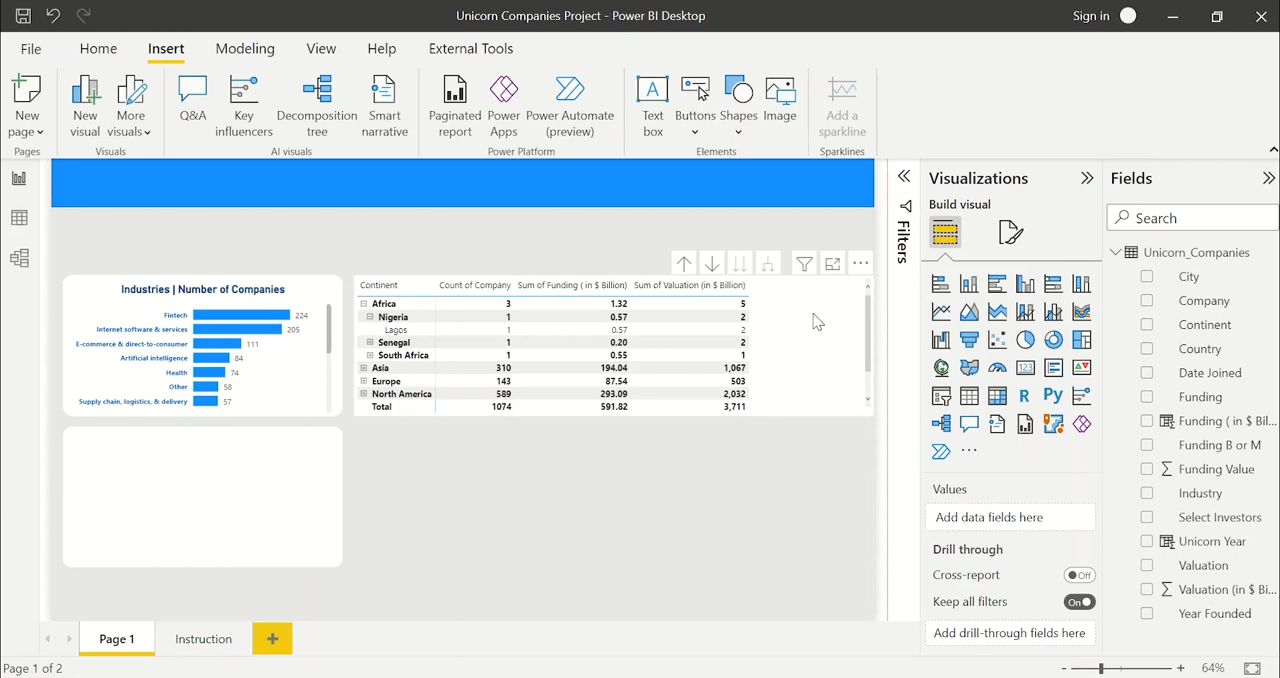 Unicorn Companies Project - Power BI Desktop
Sign in
File Home Insert Modeling View Help External Tools
New page
New visual
More visuals
Q&A
Key influencers
Decomposition tree
Smart narrative
Paginated report
Power Apps
Power Automate (preview)
Text box
Buttons
Shapes
Image
Add a sparkline
Pages Visuals AI visuals Power Platform Elements Sparklines
Industries | Number of Companies
Fintech 224
Internet software & services 205
E-commerce & direct-to-consumer 111
Artificial intelligence 84
Health 74
Other 58
Supply chain, logistics, & delivery 57
Continent Count of Company Sum of Funding ( in $ Billion) Sum of Valuation (in $ Billion)
Africa 3 1.32 5
Nigeria 1 0.57 2
Lagos 1 0.57 2
Senegal 1 0.20 2
South Africa 1 0.55 1
Asia 310 194.04 1,067
Europe 143 87.54 503
North America 589 293.09 2,032
Total 1074 591.82 3,711
Filters
Visualizations
Build visual
R Py
Values
Add data fields here
Drill through
Cross-report Off
Keep all filters On
Add drill-through fields here
Fields
Search
Unicorn_Companies
City
Company
Continent
Country
Date Joined
Funding
Funding ( in $ Bil...
Funding B or M
Funding Value
Industry
Select Investors
Unicorn Year
Valuation
Valuation (in $ Bi...
Year Founded
Page 1 Instruction
Page 1 of 2
64%